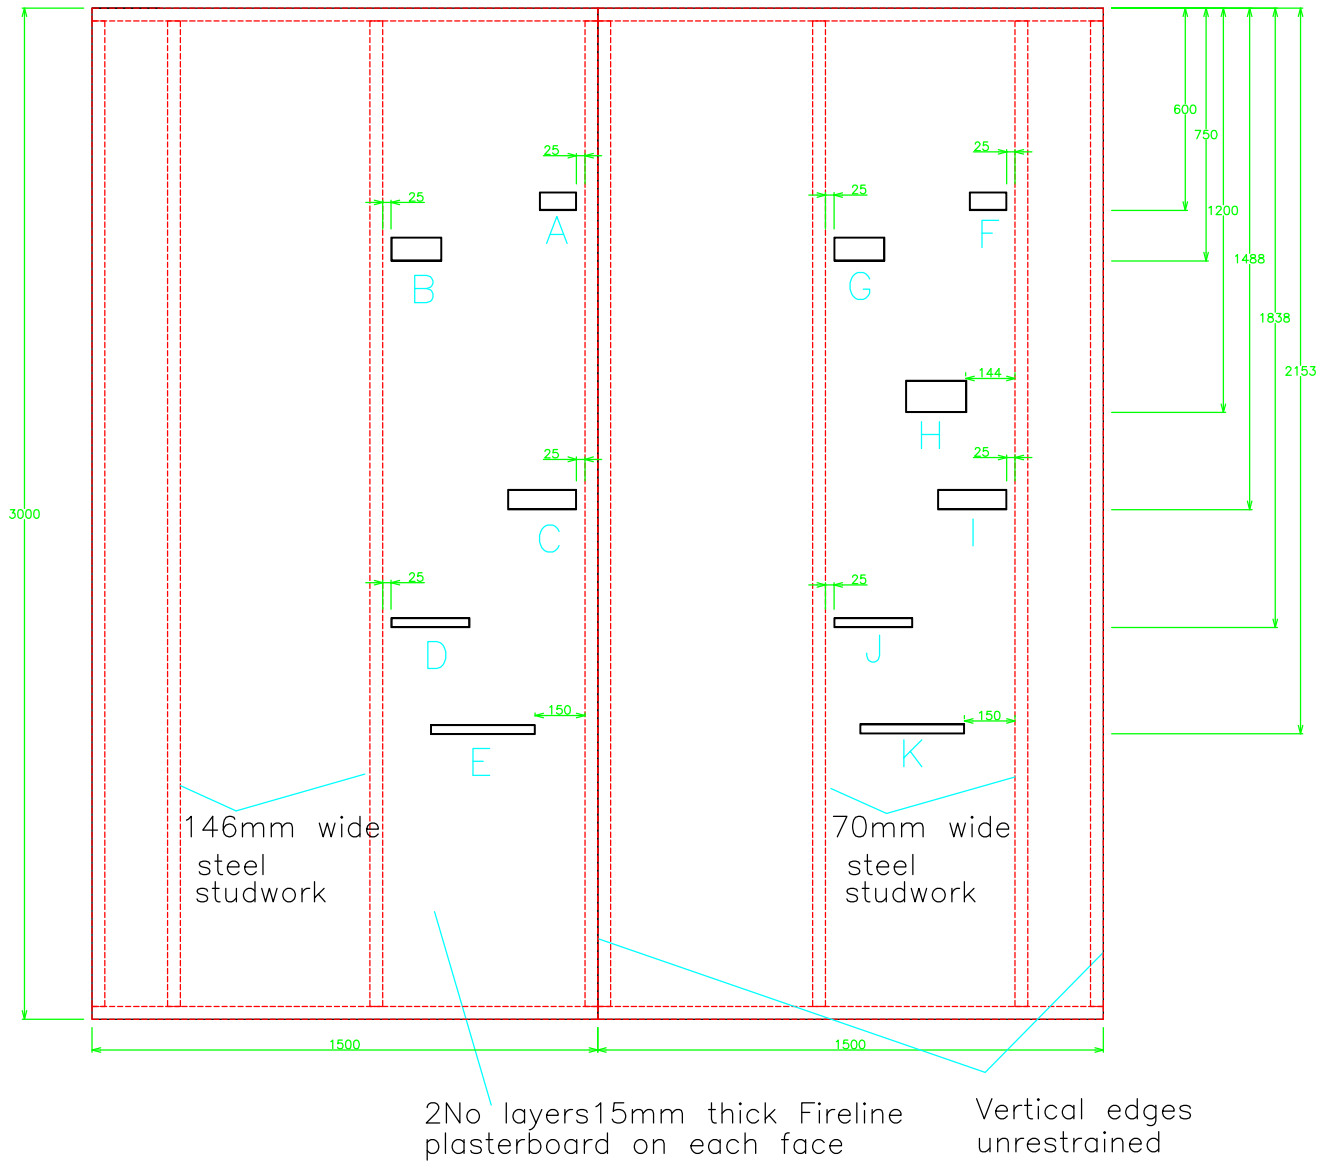 600
750
25
25
25
25
A
F
1200
B
G
1488
1838
144
2153
H
25
25
3000
C
I
25
25
D
J
150
150
E
K
146mm wide
steel
studwork
70mm wide
steel
studwork
1500
1500
2No layers15mm thick Fireline
plasterboard on each face
Vertical edges
unrestrained